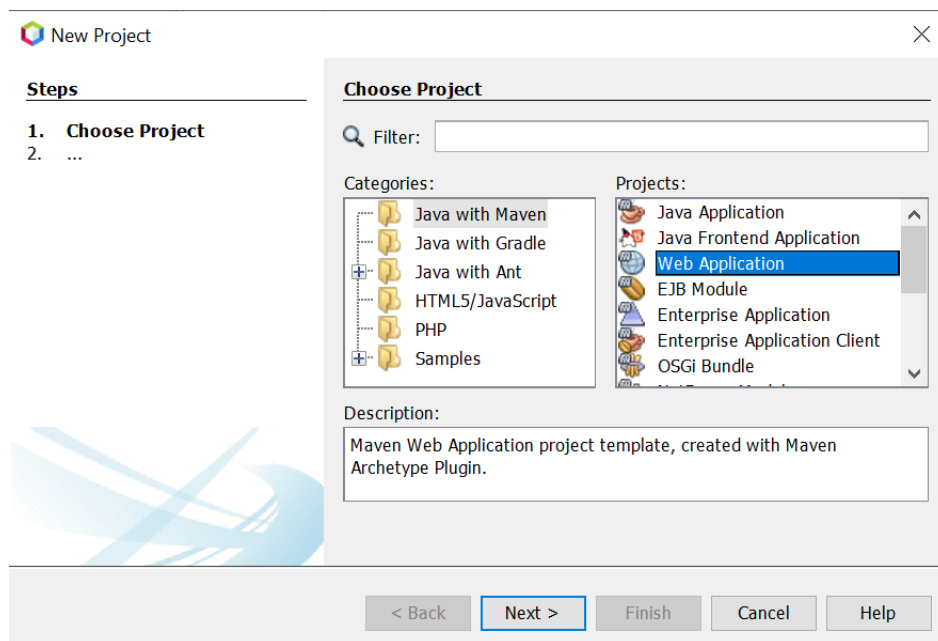 New Project
Steps
1. Choose Project
2. ...
Choose Project
Filter:
Categories:
Java with Maven
Java with Gradle
Java with Ant
HTML5/JavaScript
PHP
Samples
Projects:
Java Application
Java Frontend Application
Web Application
EJB Module
Enterprise Application
Enterprise Application Client
OSGi Bundle
Description:
Maven Web Application project template, created with Maven
Archetype Plugin.
< Back
Next >
Finish
Cancel
Help